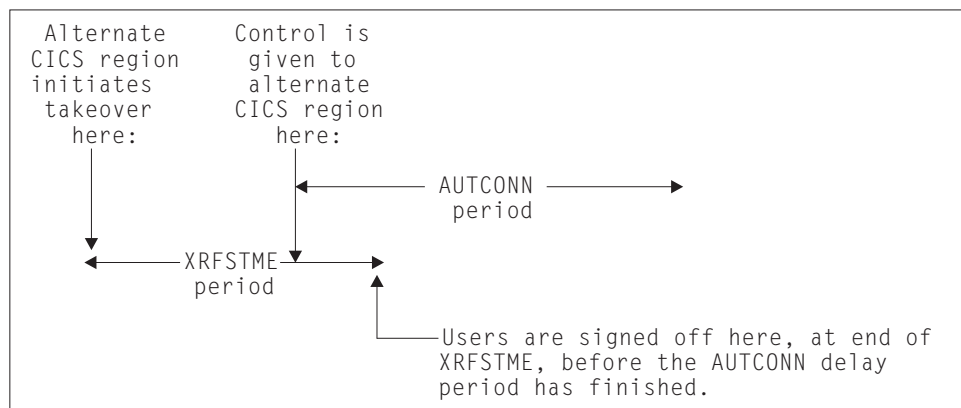 Alternate
CICS region
initiates
takeover
here:
Control is
given to
alternate
CICS region
here:
AUTCONN
period
XRFSTME
period
Users are signed off here, at end of
XRFSTME, before the AUTCONN delay
period has finished.